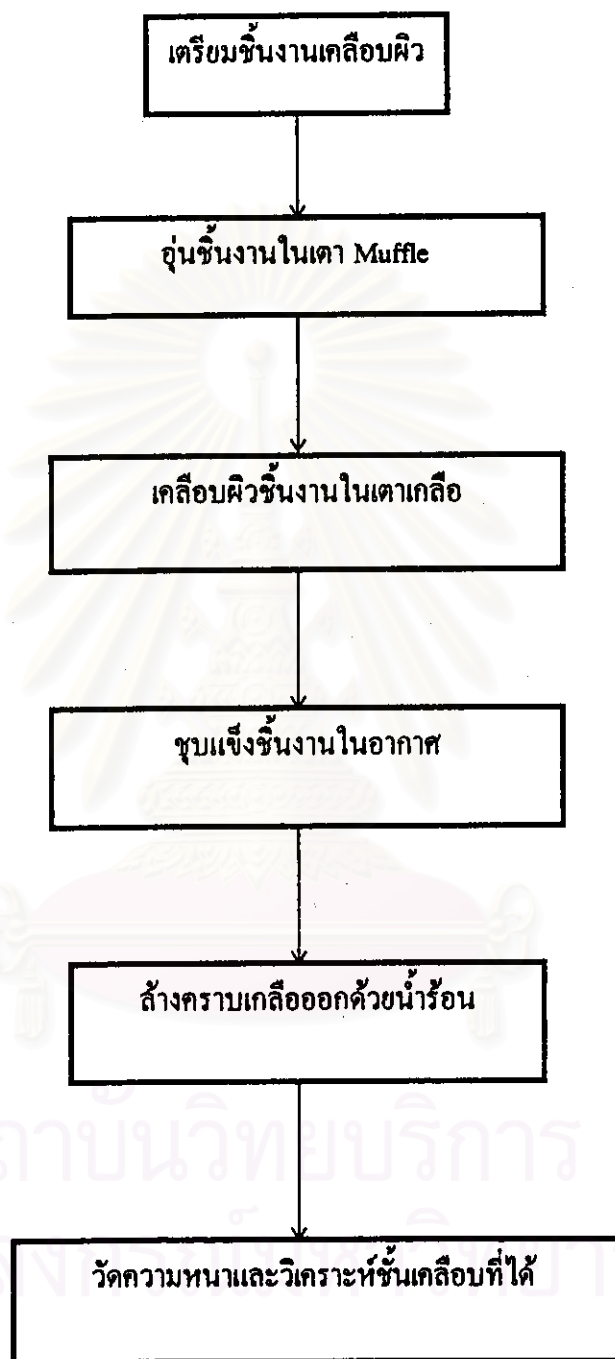 เตรียมชิ้นงานเคลือบผิว
อุ่นชิ้นงานในเตา Muffle
เคลือบผิวชิ้นงานในเตาเกลือ
ชุบแข็งชิ้นงานในอากาศ
ล้างคราบเกลือออกด้วยน้ำร้อน
วัดความหนาและวิเคราะห์ชั้นเคลือบที่ได้